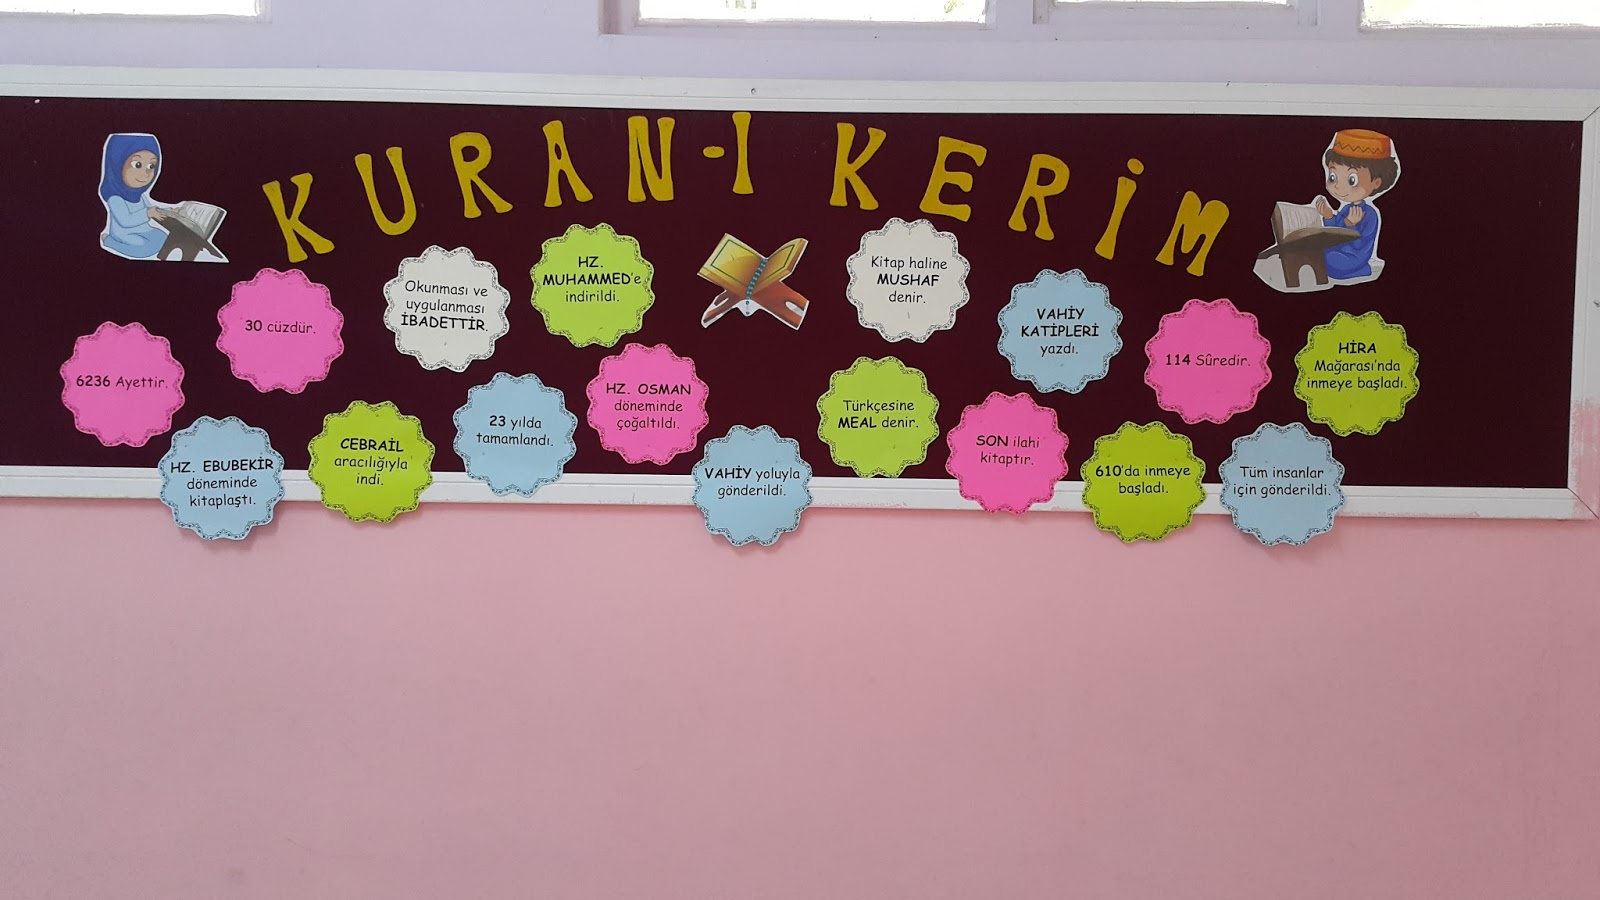 KURAN-I KERİM
6236 Ayettir.
30 cüzdür.
HZ. EBUBEKİR
döneminde
kitaplaştı.
Okunması ve
uygulanması
İBADETTİR.
CEBRAİL
aracılığıyla
indi.
HZ.
MUHAMMED'e
indirildi.
23 yılda
tamamlandı.
HZ. OSMAN
döneminde
çoğaltıldı.
VAHİY yoluyla
gönderildi.
Kitap haline
MUSHAF
denir.
Türkçesine
MEAL denir.
VAHİY
KATİPLERİ
yazdı.
SON ilahi
kitaptır.
114 Sûredir.
610'da inmeye
başladı.
HİRA
Mağarası'nda
inmeye başladı.
Tüm insanlar
için gönderildi.